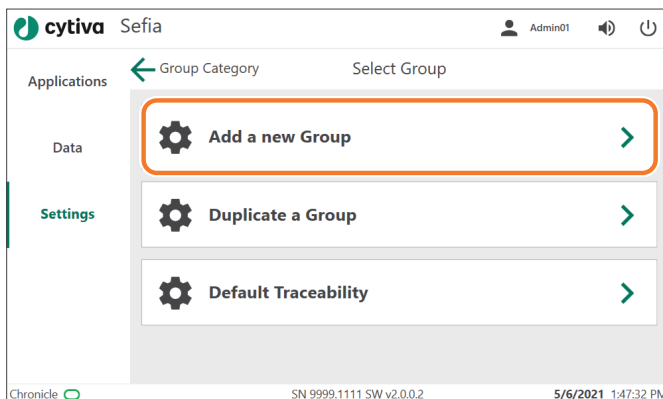 cytiva Sefia Admin01
Group Category Select Group
Applications
Add a new Group
Data
Settings
Duplicate a Group
Default Traceability
Chronicle SN 9999.1111 SW v2.0.0.2 5/6/2021 1:47:32 PM